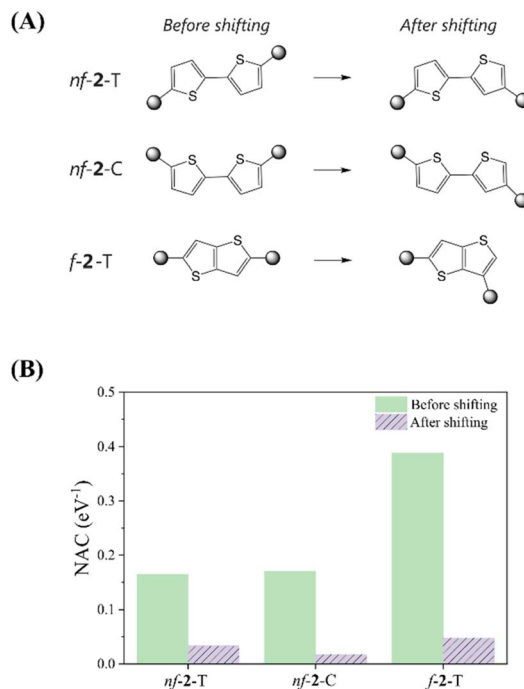 (A)
Before shifting After shifting
nf-2-T
S S S S
nf-2-C
S S S S
f-2-T
S S S S
(B)
0.5
0.4
0.3
0.2
0.1
0.0
NAC (eV⁻¹)
Before shifting
After shifting
nf-2-T nf-2-C f-2-T